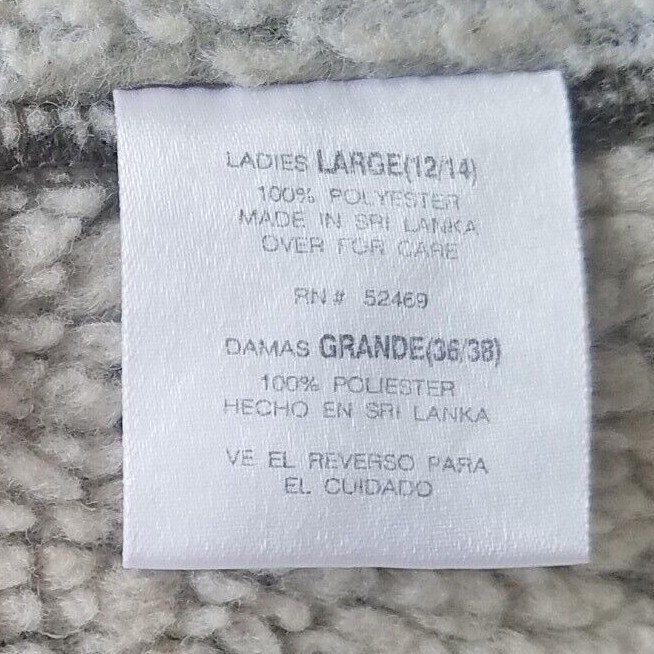 LADIES LARGE(12/14)
100% POLYESTER
MADE IN SRI LANKA
OVER FOR CARE
RN # 52469
DAMAS GRANDE(36/38)
100% POLIESTER
HECHO EN SRI LANKA
VE EL REVERSO PARA
EL CUIDADO